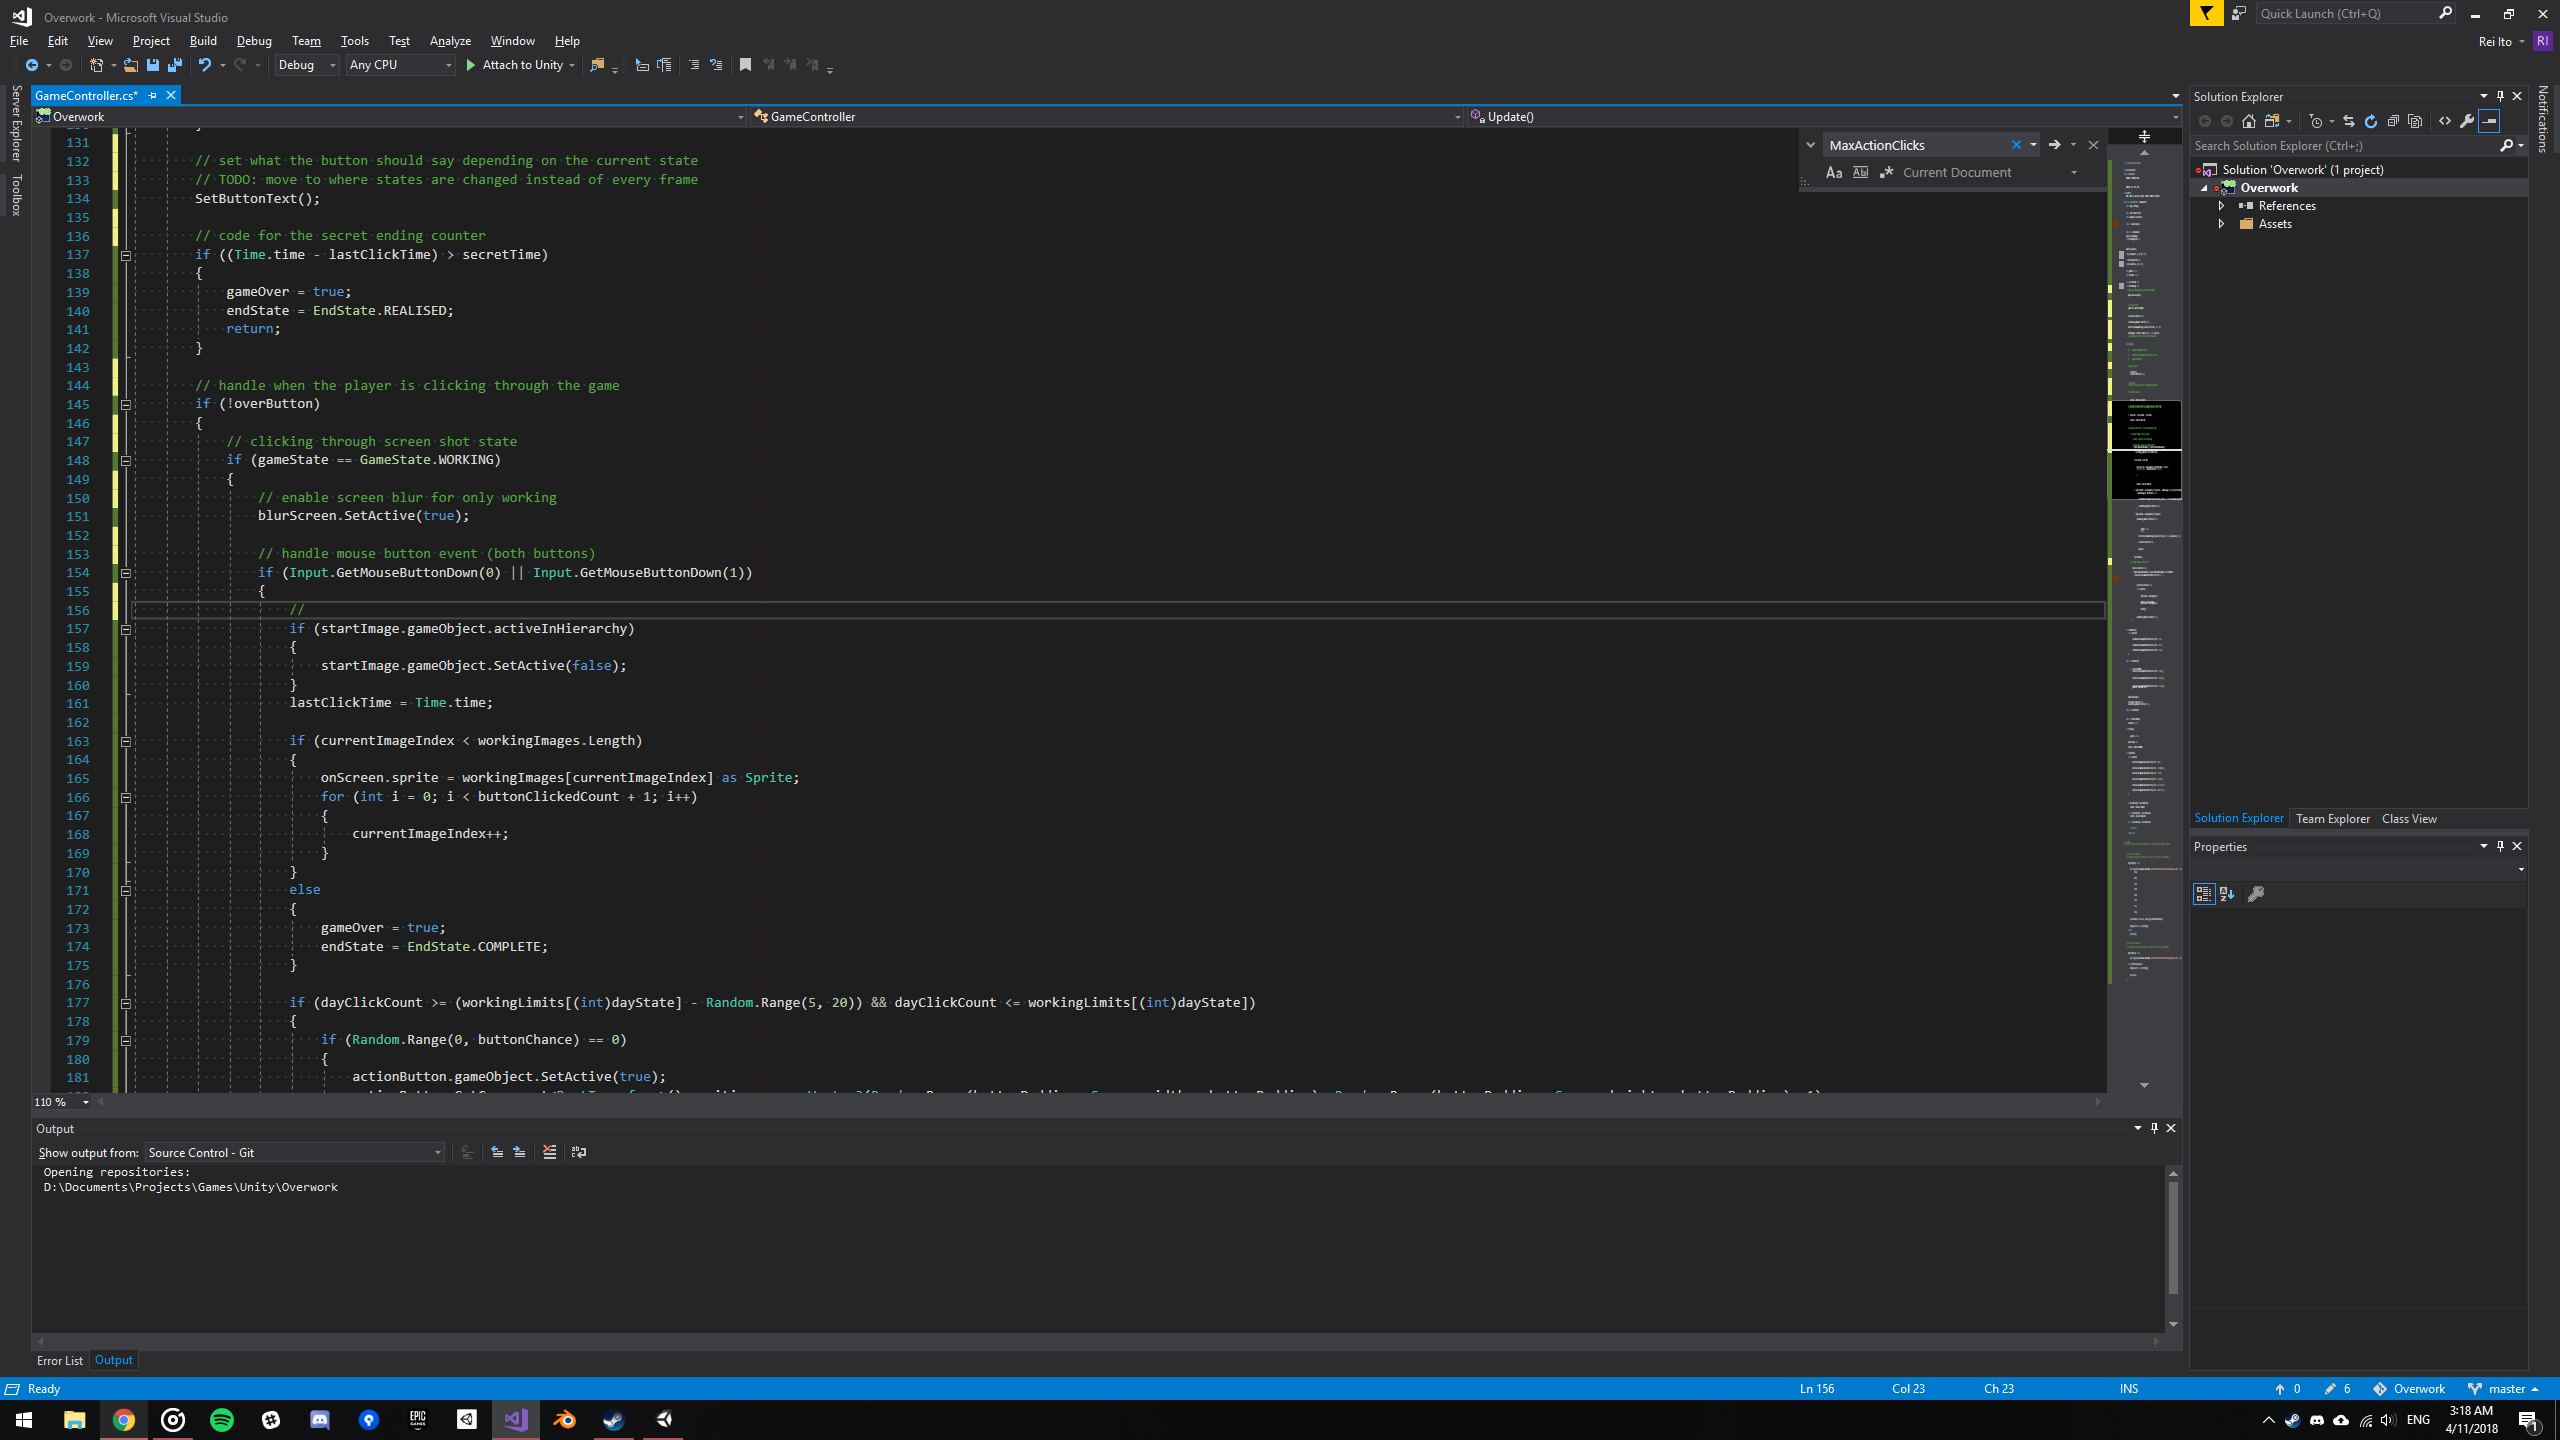 Overwork - Microsoft Visual Studio
Quick Launch (Ctrl+Q)
File Edit View Project Build Debug Team Tools Test Analyze Window Help
Rei Ito RI
Debug Any CPU Attach to Unity
Server Explorer
Toolbox
Notifications
GameController.cs*
Overwork GameController Update()
MaxActionClicks
Aa Current Document
131
132 // set what the button should say depending on the current state
133 // TODO: move to where states are changed instead of every frame
134 SetButtonText();
135
136 // code for the secret ending counter
137 if ((Time.time - lastClickTime) > secretTime)
138 {
139 gameOver = true;
140 endState = EndState.REALISED;
141 return;
142 }
143
144 // handle when the player is clicking through the game
145 if (!overButton)
146 {
147 // clicking through screen shot state
148 if (gameState == GameState.WORKING)
149 {
150 // enable screen blur for only working
151 blurScreen.SetActive(true);
152
153 // handle mouse button event (both buttons)
154 if (Input.GetMouseButtonDown(0) || Input.GetMouseButtonDown(1))
155 {
156 //
157 if (startImage.gameObject.activeInHierarchy)
158 {
159 startImage.gameObject.SetActive(false);
160 }
161 lastClickTime = Time.time;
162
163 if (currentImageIndex < workingImages.Length)
164 {
165 onScreen.sprite = workingImages[currentImageIndex] as Sprite;
166 for (int i = 0; i < buttonClickedCount + 1; i++)
167 {
168 currentImageIndex++;
169 }
170 }
171 else
172 {
173 gameOver = true;
174 endState = EndState.COMPLETE;
175 }
176
177 if (dayClickCount >= (workingLimits[(int)dayState] - Random.Range(5, 20)) && dayClickCount <= workingLimits[(int)dayState])
178 {
179 if (Random.Range(0, buttonChance) == 0)
180 {
181 actionButton.gameObject.SetActive(true);
110 %
Solution Explorer
Search Solution Explorer (Ctrl+;)
Solution 'Overwork' (1 project)
Overwork
References
Assets
Solution Explorer Team Explorer Class View
Properties
Output
Show output from: Source Control - Git
Opening repositories:
D:\Documents\Projects\Games\Unity\Overwork
Error List Output
Ready Ln 156 Col 23 Ch 23 INS 0 6 Overwork master
EPIC GAMES
ENG 3:18 AM
4/11/2018
1